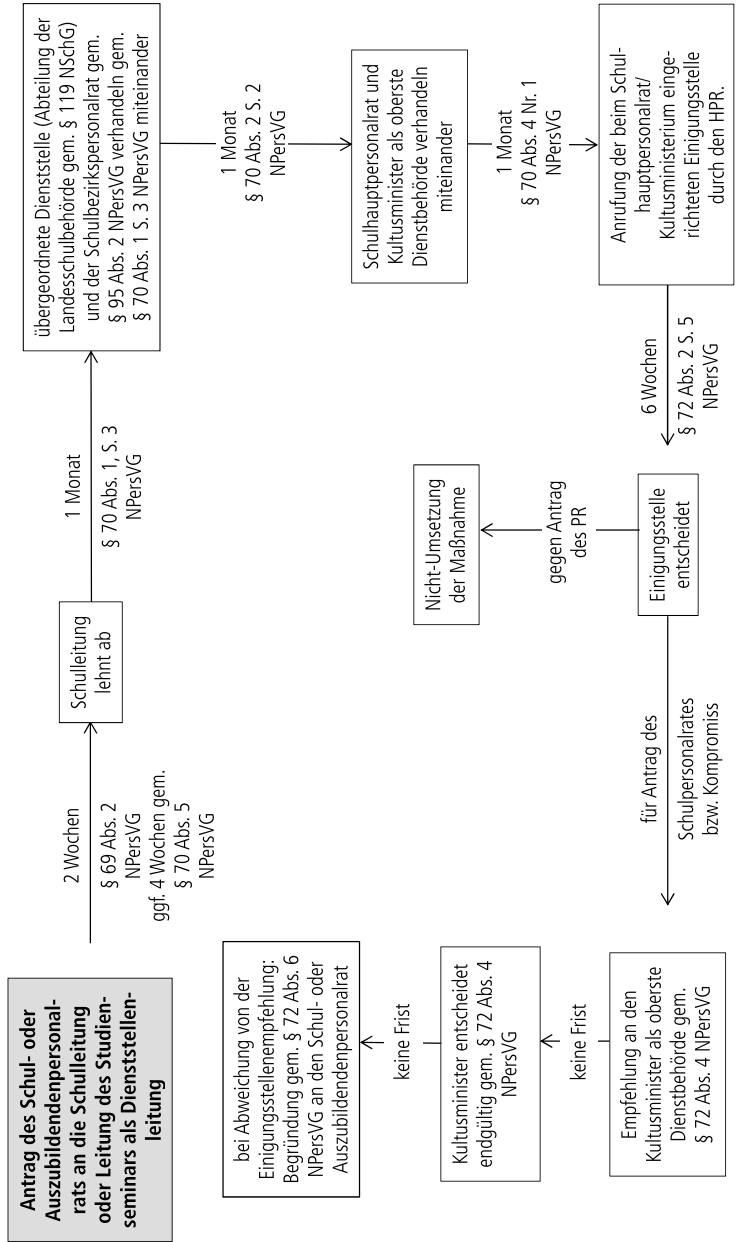 Antrag des Schul- oder
Auszubildendenpersonal-
rats an die Schulleitung
oder Leitung des Studien-
seminars als Dienststellen-
leitung
2 Wochen
§ 69 Abs. 2
NPersVG
ggf. 4 Wochen gem.
§ 70 Abs. 5
NPersVG
Schulleitung
lehnt ab
1 Monat
§ 70 Abs. 1, S. 3
NPersVG
übergeordnete Dienststelle (Abteilung der
Landesschulbehörde gem. § 119 NSchG)
und der Schulbezirkspersonalrat gem.
§ 95 Abs. 2 NPersVG verhandeln gem.
§ 70 Abs. 1 S. 3 NPersVG miteinander
1 Monat
§ 70 Abs. 2 S. 2
NPersVG
Schulhauptpersonalrat und
Kultusminister als oberste
Dienstbehörde verhandeln
miteinander
1 Monat
§ 70 Abs. 4 Nr. 1
NPersVG
Anrufung der beim Schul-
hauptpersonalrat/
Kultusministerium einge-
richteten Einigungsstelle
durch den HPR.
6 Wochen
§ 72 Abs. 2 S. 5
NPersVG
Einigungsstelle
entscheidet
gegen Antrag
des PR
Nicht-Umsetzung
der Maßnahme
für Antrag des
Schulpersonalrates
bzw. Kompromiss
Empfehlung an den
Kultusminister als oberste
Dienstbehörde gem.
§ 72 Abs. 4 NPersVG
keine Frist
Kultusminister entscheidet
endgültig gem. § 72 Abs. 4
NPersVG
keine Frist
bei Abweichung von der
Einigungsstellenempfehlung:
Begründung gem. § 72 Abs. 6
NPersVG an den Schul- oder
Auszubildendenpersonalrat